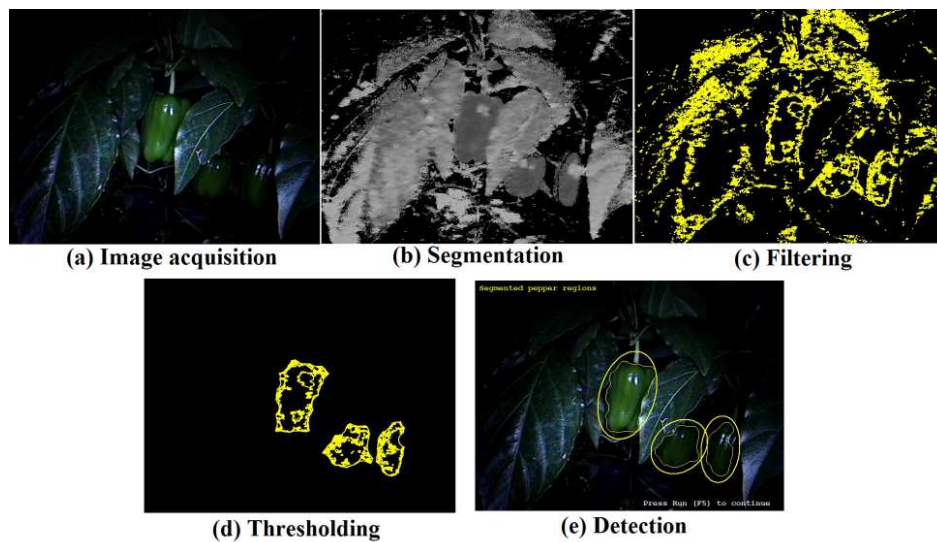 (a) Image acquisition
(b) Segmentation
(c) Filtering
Segmented pepper regions
Press Run (F5) to continue
(d) Thresholding
(e) Detection